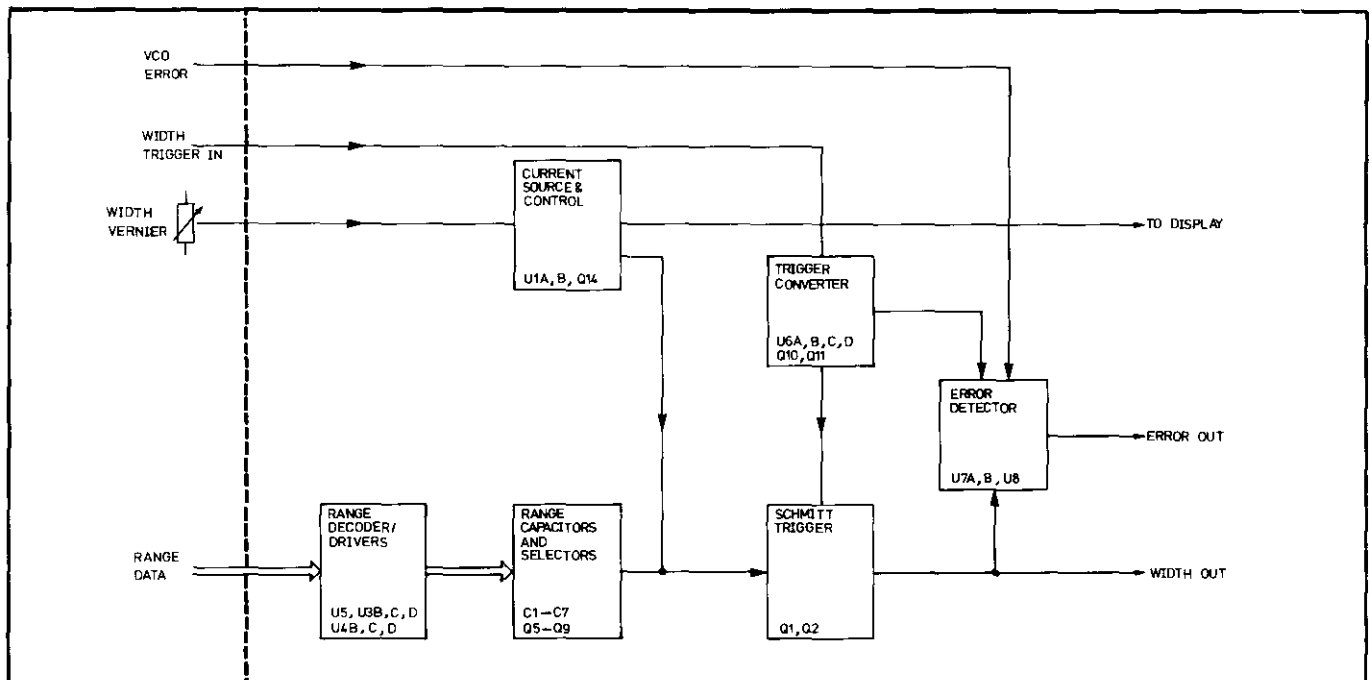 VCO
ERROR
WIDTH
TRIGGER IN
WIDTH
VERNIER
CURRENT
SOURCE &
CONTROL
U1A, B, Q14
TO DISPLAY
TRIGGER
CONVERTER
U6A, B, C, D
Q10, Q11
ERROR
DETECTOR
U7A, B, U8
ERROR OUT
RANGE
DATA
RANGE
DECODER/
DRIVERS
U5, U3B, C, D
U4B, C, D
RANGE
CAPACITORS
AND
SELECTORS
C1–C7
Q5–Q9
SCHMITT
TRIGGER
Q1, Q2
WIDTH OUT